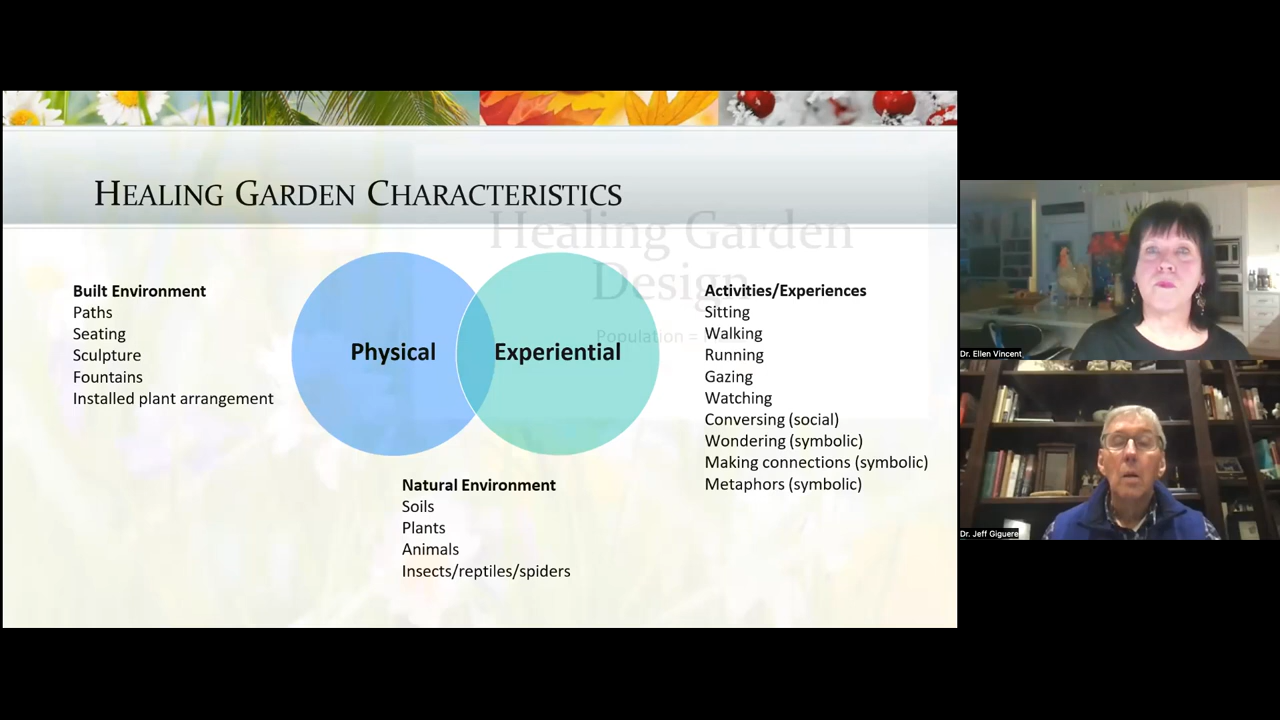 Healing Garden Characteristics
Healing Garden
Design
Population =
Built Environment
Paths
Seating
Sculpture
Fountains
Installed plant arrangement
Physical
Experiential
Activities/Experiences
Sitting
Walking
Running
Gazing
Watching
Conversing (social)
Wondering (symbolic)
Making connections (symbolic)
Metaphors (symbolic)
Natural Environment
Soils
Plants
Animals
Insects/reptiles/spiders
Dr. Ellen Vincent
Dr. Jeff Giguere